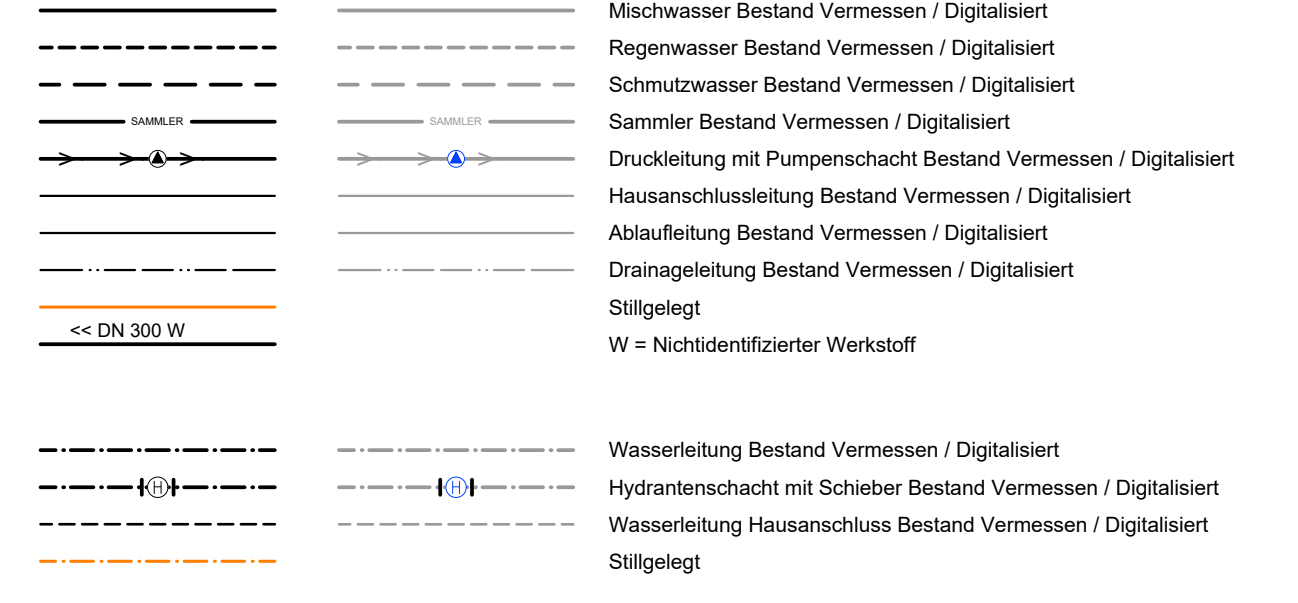 Mischwasser Bestand Vermessen / Digitalisiert
Regenwasser Bestand Vermessen / Digitalisiert
Schmutzwasser Bestand Vermessen / Digitalisiert
SAMMLER SAMMLER Sammler Bestand Vermessen / Digitalisiert
Druckleitung mit Pumpenschacht Bestand Vermessen / Digitalisiert
Hausanschlussleitung Bestand Vermessen / Digitalisiert
Ablaufleitung Bestand Vermessen / Digitalisiert
Drainageleitung Bestand Vermessen / Digitalisiert
Stillgelegt
<< DN 300 W
W = Nichtidentifizierter Werkstoff
Wasserleitung Bestand Vermessen / Digitalisiert
H H Hydrantenschacht mit Schieber Bestand Vermessen / Digitalisiert
Wasserleitung Hausanschluss Bestand Vermessen / Digitalisiert
Stillgelegt